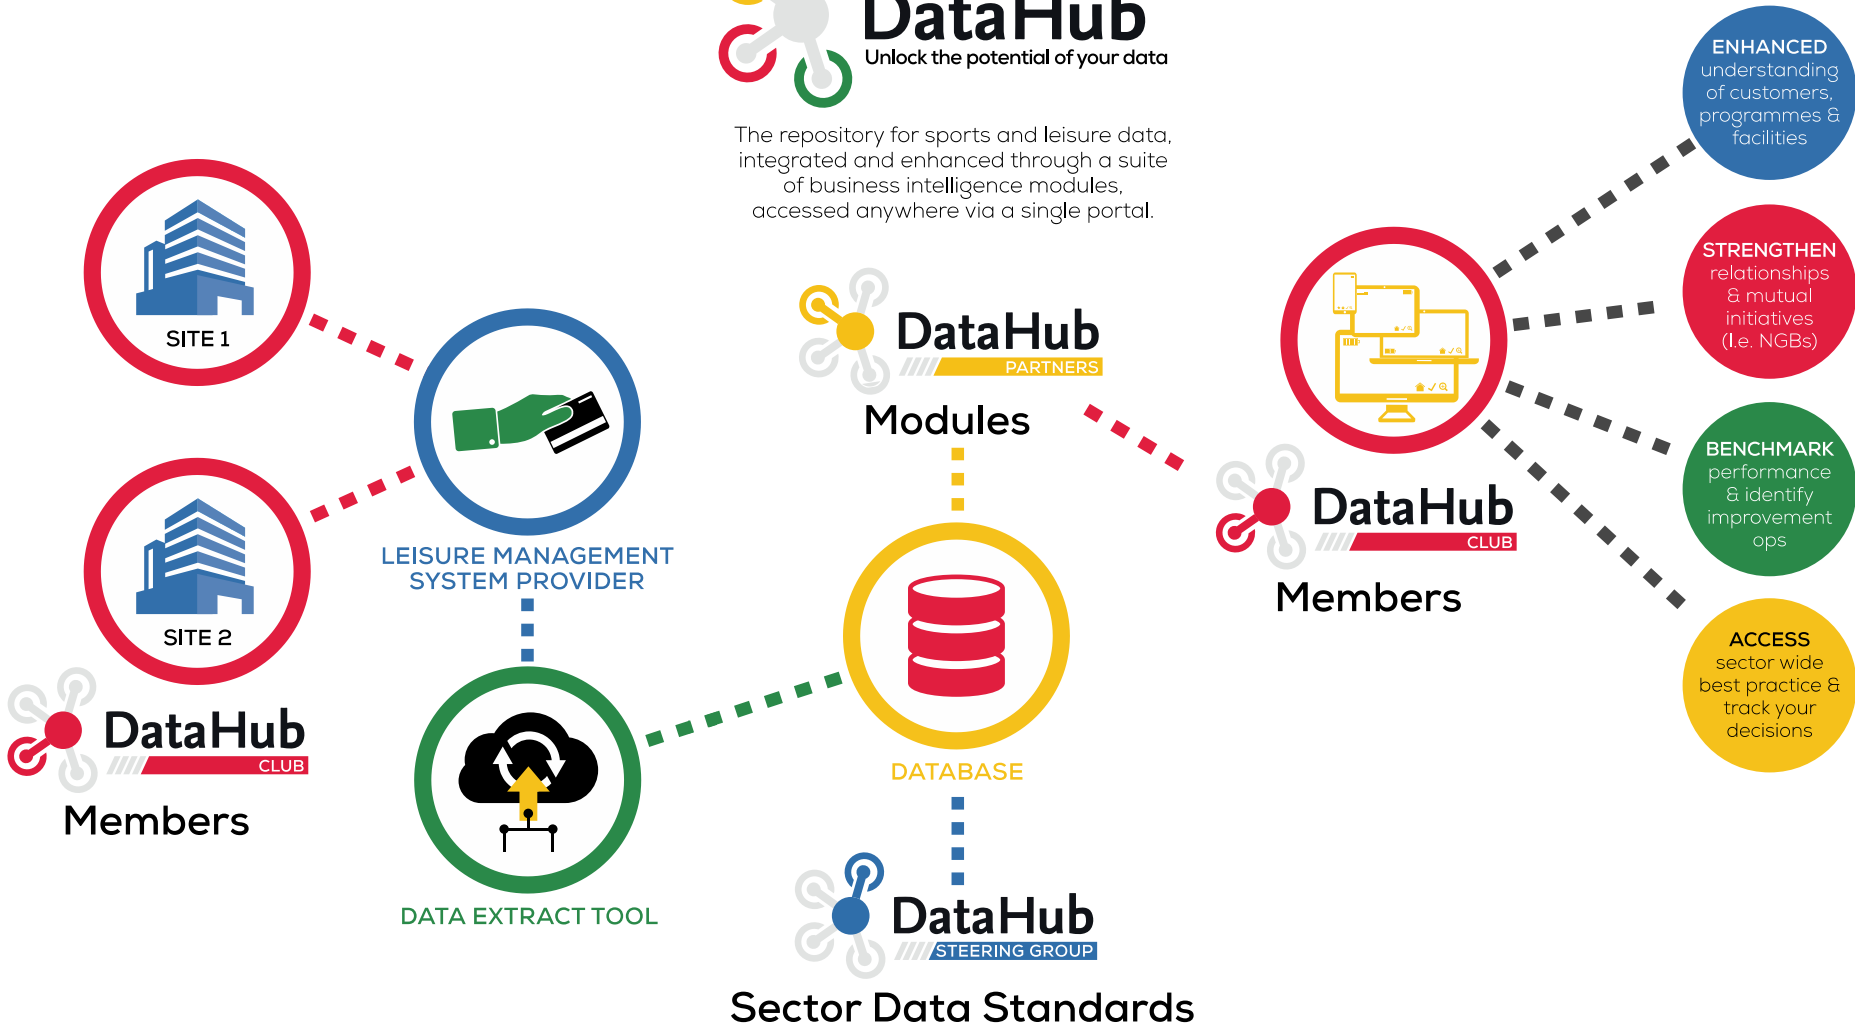 DataHub
Unlock the potential of your data
The repository for sports and leisure data,
integrated and enhanced through a suite
of business intelligence modules,
accessed anywhere via a single portal.
SITE 1
SITE 2
DataHub
CLUB
Members
LEISURE MANAGEMENT
SYSTEM PROVIDER
DATA EXTRACT TOOL
DataHub
PARTNERS
Modules
DATABASE
DataHub
STEERING GROUP
Sector Data Standards
DataHub
CLUB
Members
ENHANCED
understanding
of customers,
programmes &
facilities
STRENGTHEN
relationships
& mutual
initiatives
(I.e. NGBs)
BENCHMARK
performance
& identify
improvement
ops
ACCESS
sector wide
best practice &
track your
decisions